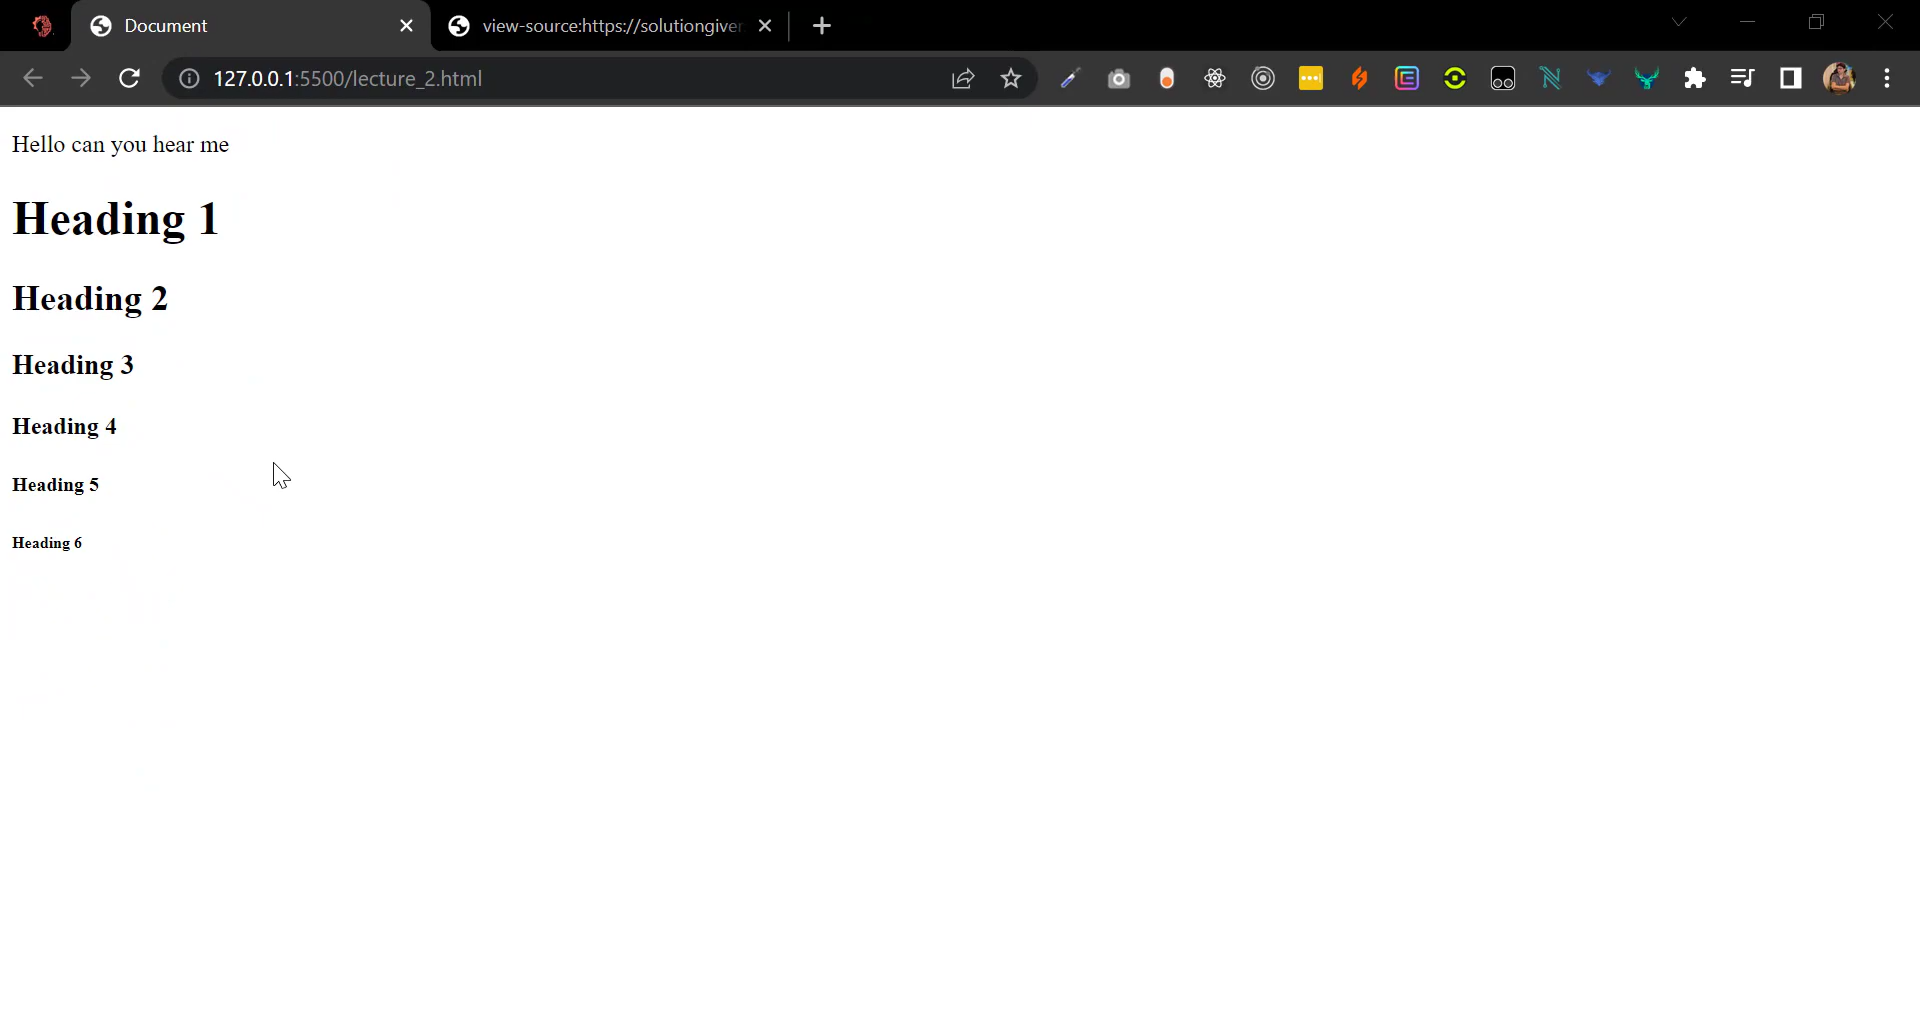 Document
view-source:https://solutiongiver
127.0.0.1:5500/lecture_2.html
Hello can you hear me
Heading 1
Heading 2
Heading 3
Heading 4
Heading 5
Heading 6